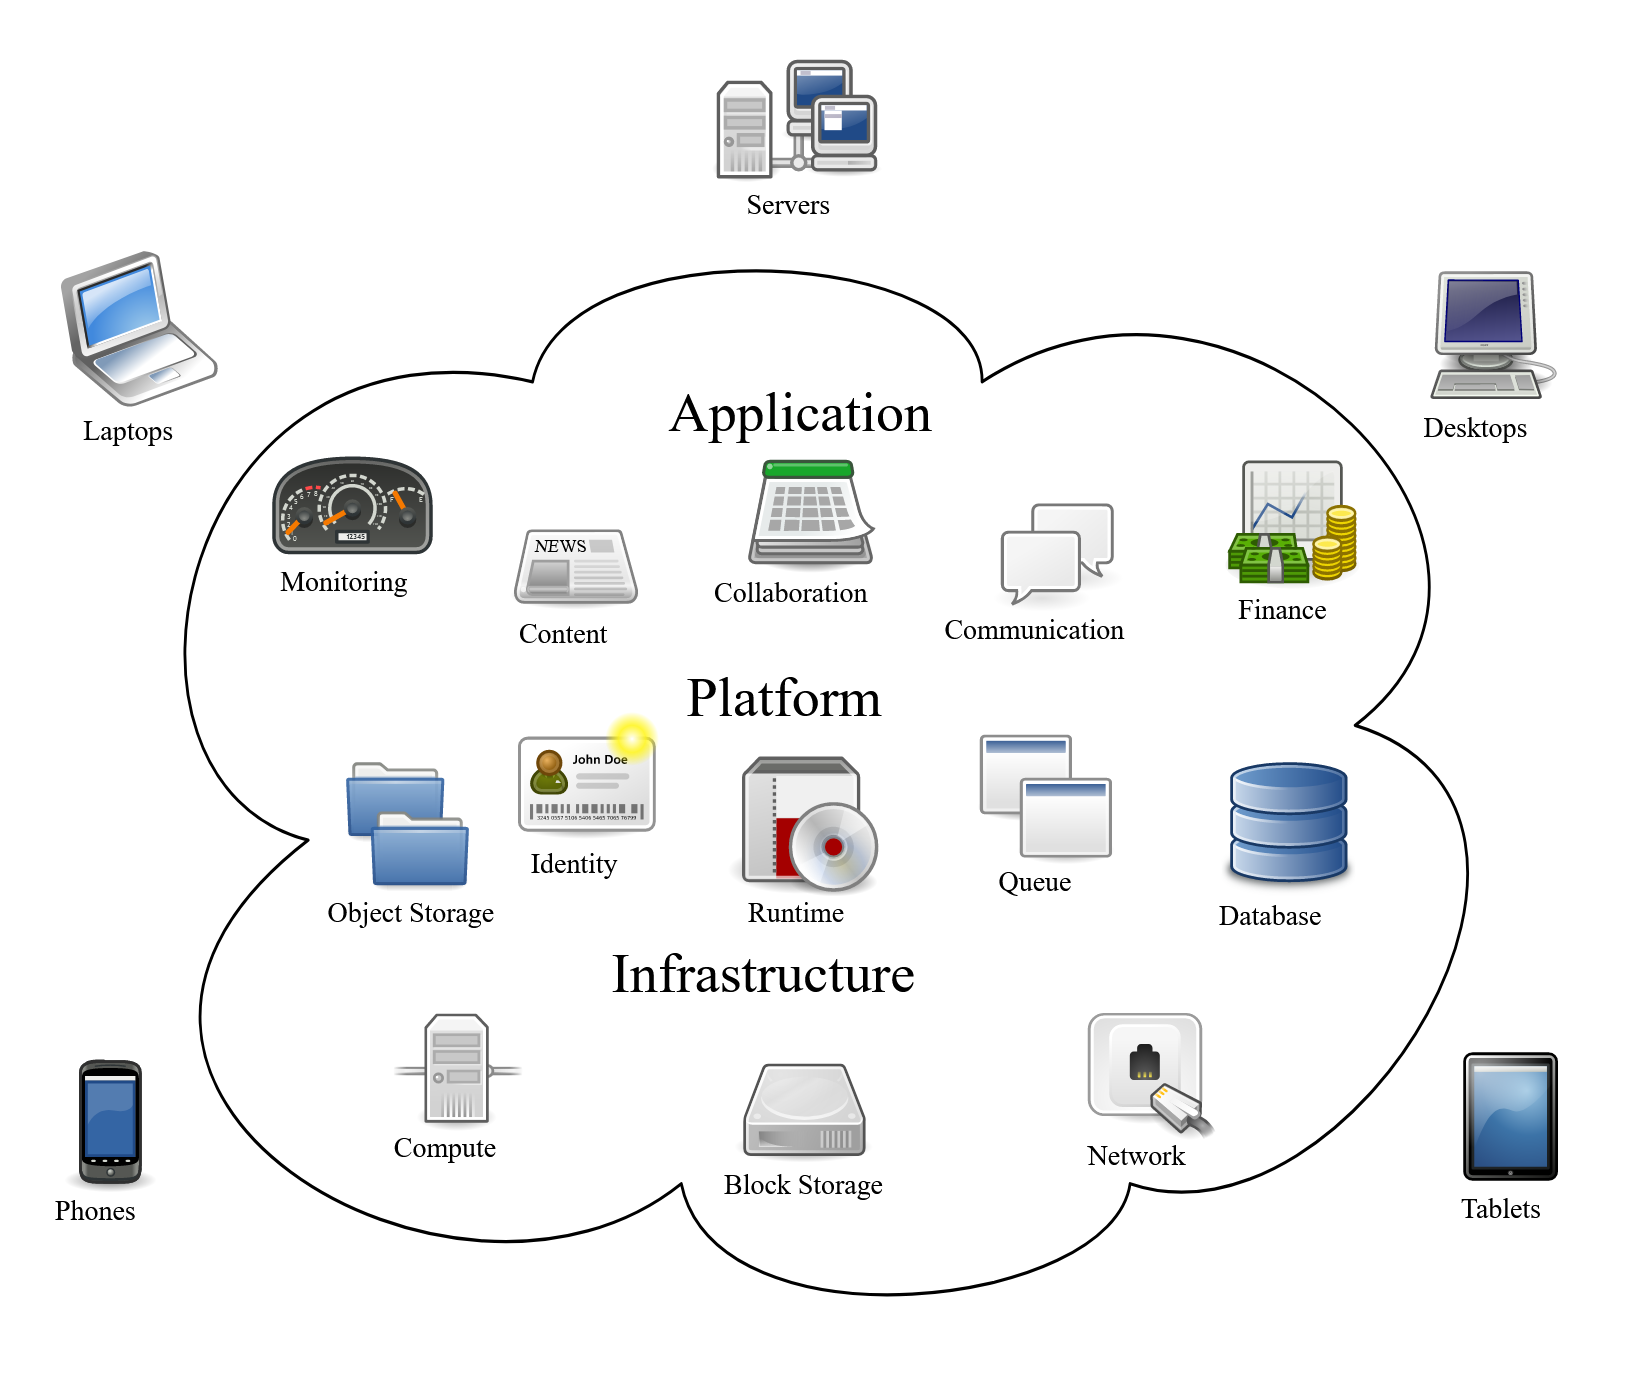 Servers
Laptops
Desktops
Application
Monitoring
NEWS
Content
Collaboration
Communication
Finance
Platform
John Doe
Identity
Object Storage
Runtime
Queue
Database
Infrastructure
Compute
Block Storage
Network
Phones
Tablets